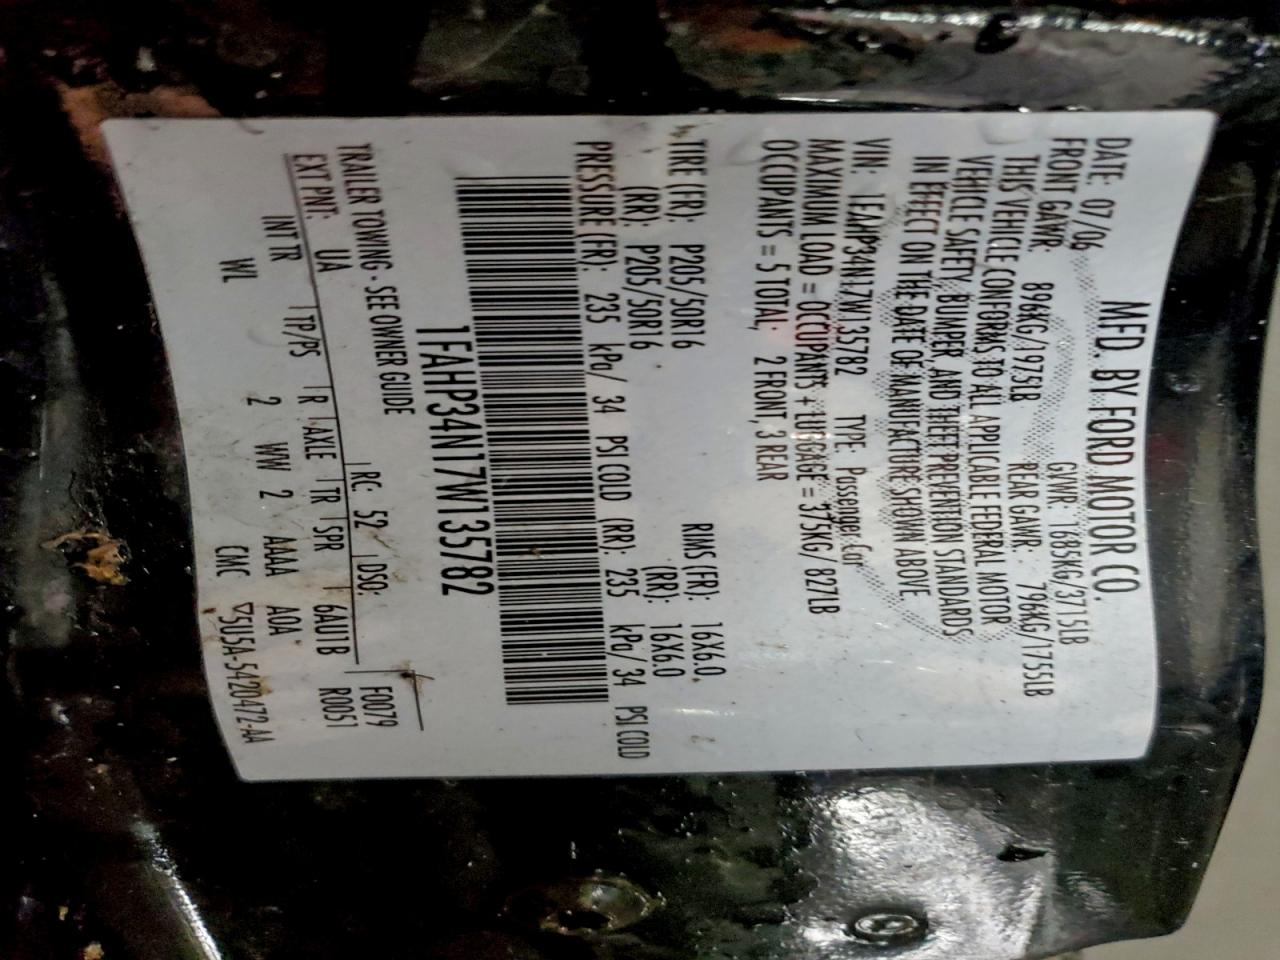 MFD. BY FORD MOTOR CO.
DATE: 07/06 GVWR: 1685KG/3715LB
FRONT GAWR: 896KG/1975LB REAR GAWR: 796KG/1755LB
THIS VEHICLE CONFORMS TO ALL APPLICABLE FEDERAL MOTOR
VEHICLE SAFETY, BUMPER, AND THEFT PREVENTION STANDARDS
IN EFFECT ON THE DATE OF MANUFACTURE SHOWN ABOVE.
VIN: 1FAHP34N17W135782 TYPE: Passenger Car
MAXIMUM LOAD = OCCUPANTS + LUGGAGE = 375KG/ 827LB
OCCUPANTS = 5 TOTAL, 2 FRONT, 3 REAR
TIRE (FR): P205/50R16 RIMS (FR): 16X6.0
(RR): P205/50R16 (RR): 16X6.0
PRESSURE (FR): 235 kPa/ 34 PSI COLD (RR): 235 kPa/ 34 PSI COLD
1FAHP34N17W135782
TRAILER TOWING - SEE OWNER GUIDE
F0079
EXT PNT: UA RC: 52 DSO: R0051
INT TR TP/PS R AXLE TR SPR 6AU1B
WL 2 WW 2 AAAA AOA
CMC ▽5U5A-5420472-AA